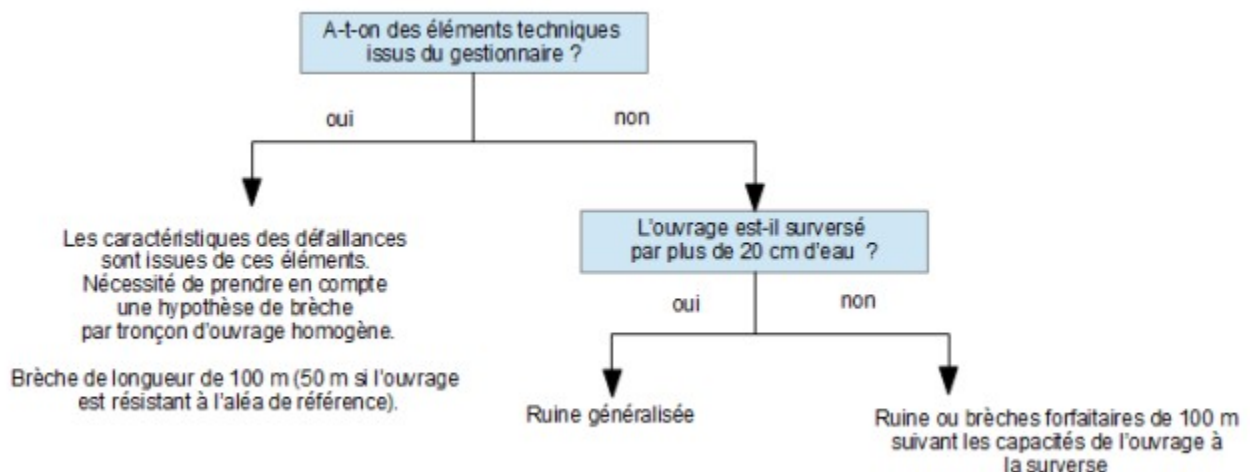 A-t-on des éléments techniques
issus du gestionnaire ?
oui
non
Les caractéristiques des défaillances
sont issues de ces éléments.
Nécessité de prendre en compte
une hypothèse de brèche
par tronçon d'ouvrage homogène.
Brèche de longueur de 100 m (50 m si l'ouvrage
est résistant à l'aléa de référence).
L'ouvrage est-il surversé
par plus de 20 cm d'eau ?
oui
non
Ruine généralisée
Ruine ou brèches forfaitaires de 100 m
suivant les capacités de l'ouvrage à
la surverse